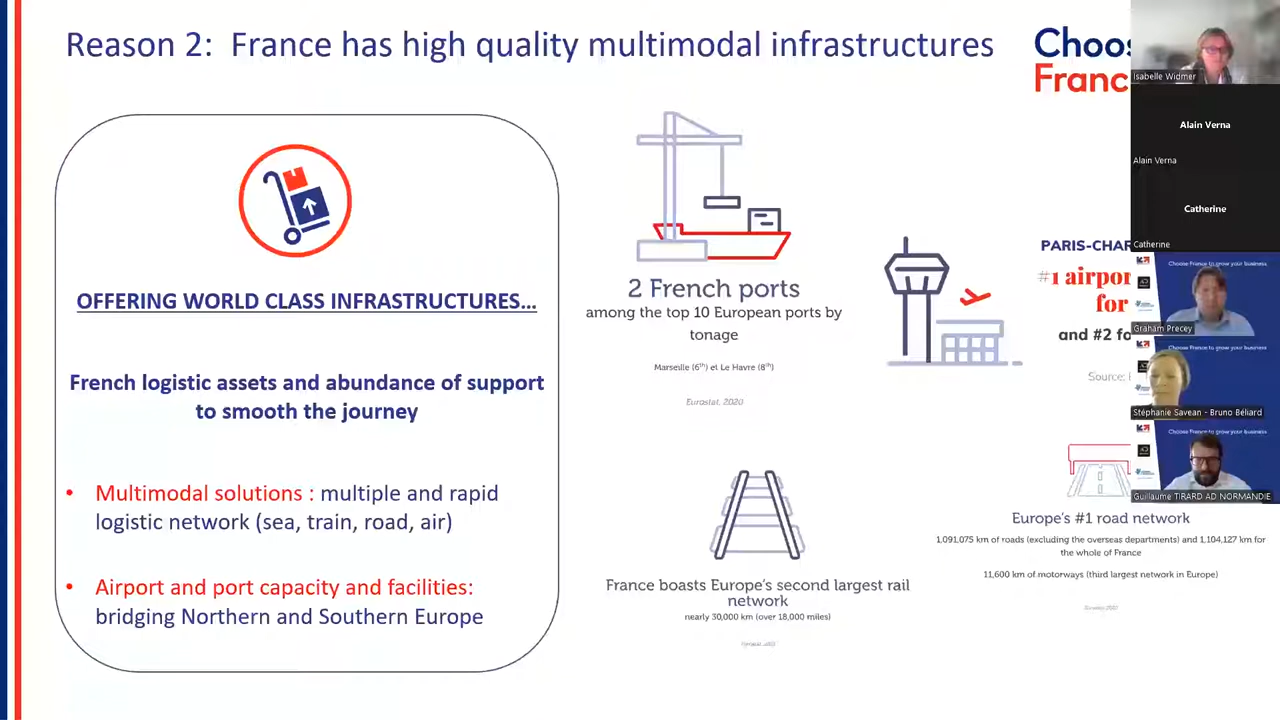 Reason 2: France has high quality multimodal infrastructures
Choos
Franc
OFFERING WORLD CLASS INFRASTRUCTURES...
French logistic assets and abundance of support
to smooth the journey
• Multimodal solutions : multiple and rapid
logistic network (sea, train, road, air)
• Airport and port capacity and facilities:
bridging Northern and Southern Europe
2 French ports
among the top 10 European ports by
tonage
Marseille (6th) et Le Havre (8th)
Eurostat, 2020
PARIS-CHAR
#1 airpor
for
and #2 fo
Source:
France boasts Europe's second largest rail
network
nearly 30,000 km (over 18,000 miles)
Europe's #1 road network
1,091,075 km of roads (excluding the overseas departments) and 1,104,127 km for
the whole of France
11,600 km of motorways (third largest network in Europe)
Isabelle Widmer
Alain Verna
Alain Verna
Catherine
Catherine
Choose France to grow your business
Graham Precey
Choose France to grow your business
Stéphanie Savean - Bruno Béliard
Choose France to grow your business
Guillaume TIRARD AD NORMANDIE